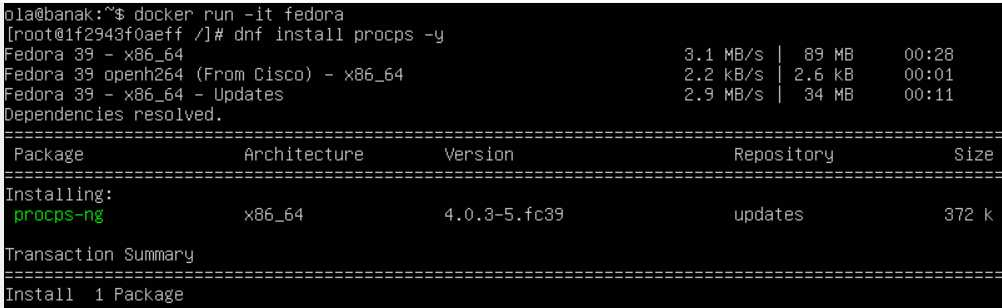 ola@banak:~$ docker run -it fedora
[root@1f2943f0aeff /]# dnf install procps -y
Fedora 39 - x86_64 3.1 MB/s | 89 MB 00:28
Fedora 39 openh264 (From Cisco) - x86_64 2.2 kB/s | 2.6 kB 00:01
Fedora 39 - x86_64 - Updates 2.9 MB/s | 34 MB 00:11
Dependencies resolved.
================================================================================
Package Architecture Version Repository Size
================================================================================
Installing:
procps-ng x86_64 4.0.3-5.fc39 updates 372 k
Transaction Summary
================================================================================
Install 1 Package